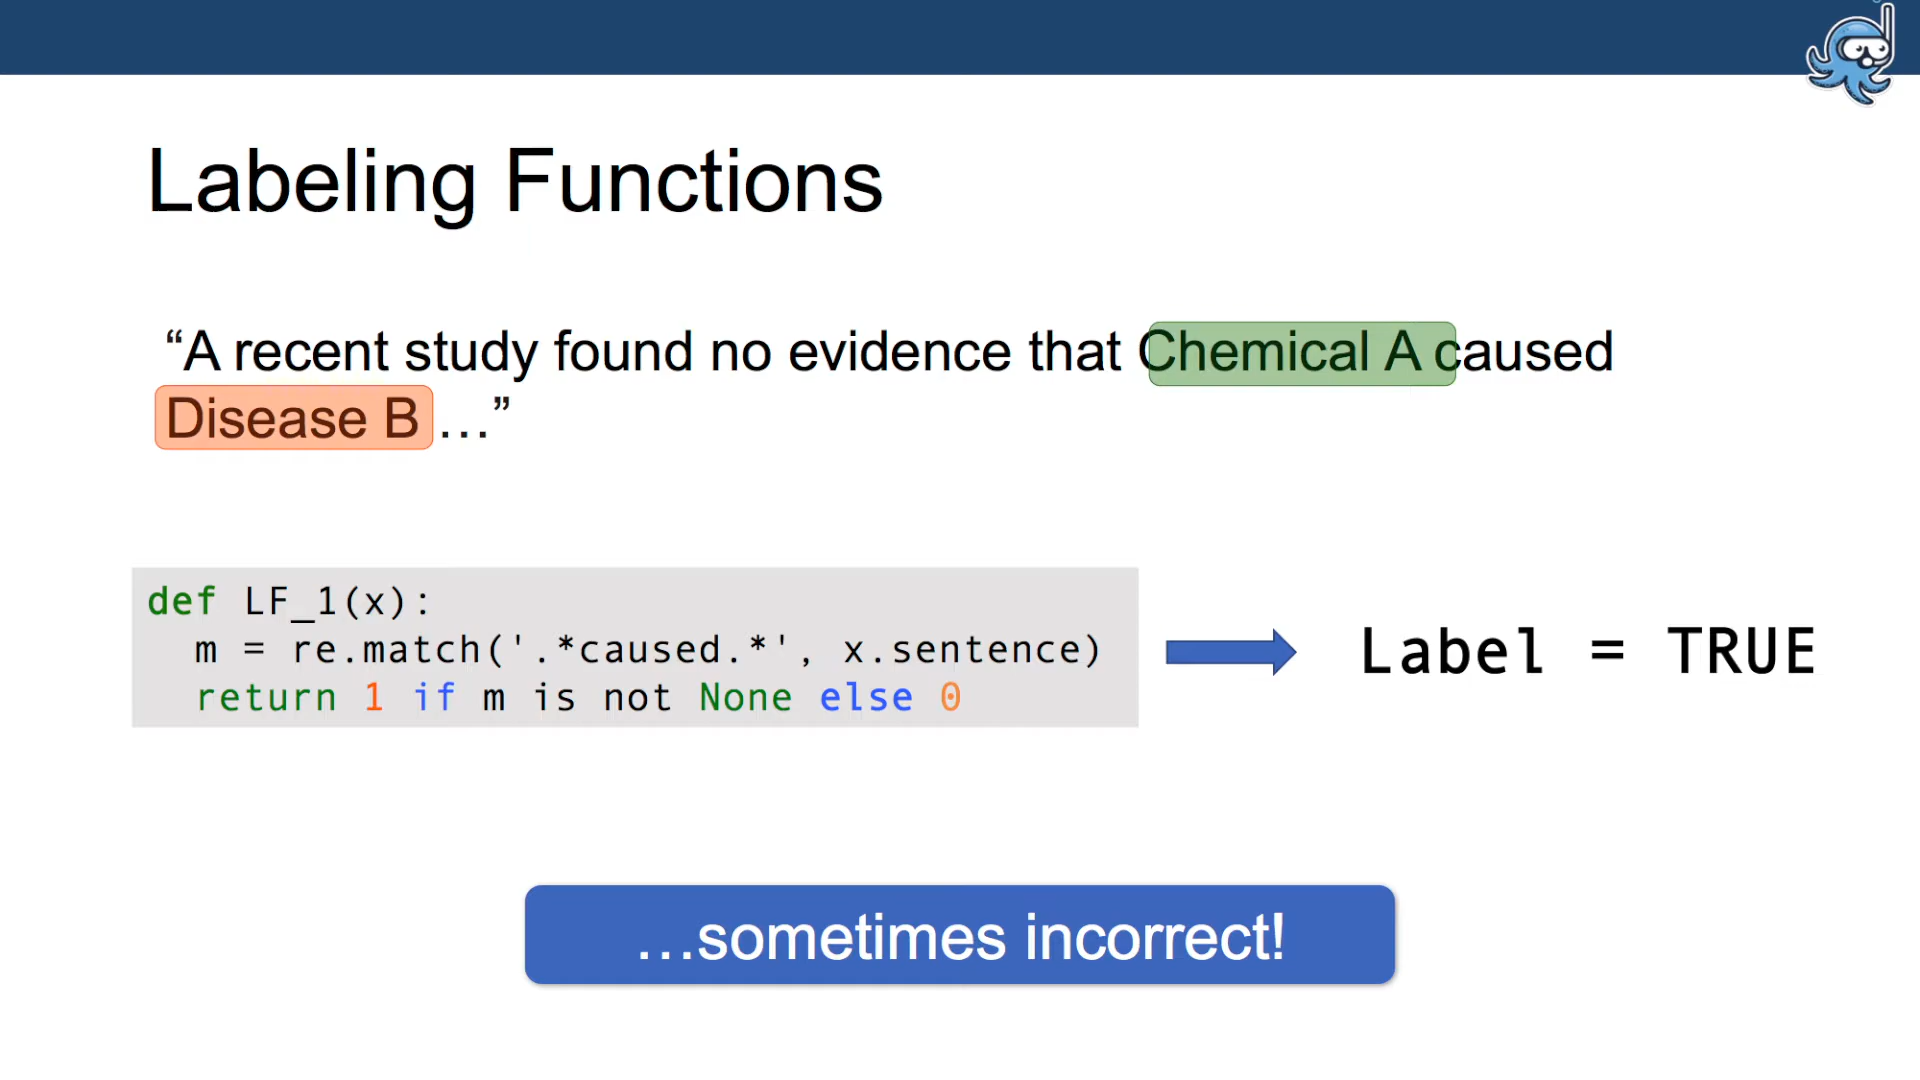 Labeling Functions
“A recent study found no evidence that Chemical A caused
Disease B …”
def LF_1(x):
m = re.match('.*caused.*', x.sentence)
return 1 if m is not None else 0
Label = TRUE
…sometimes incorrect!